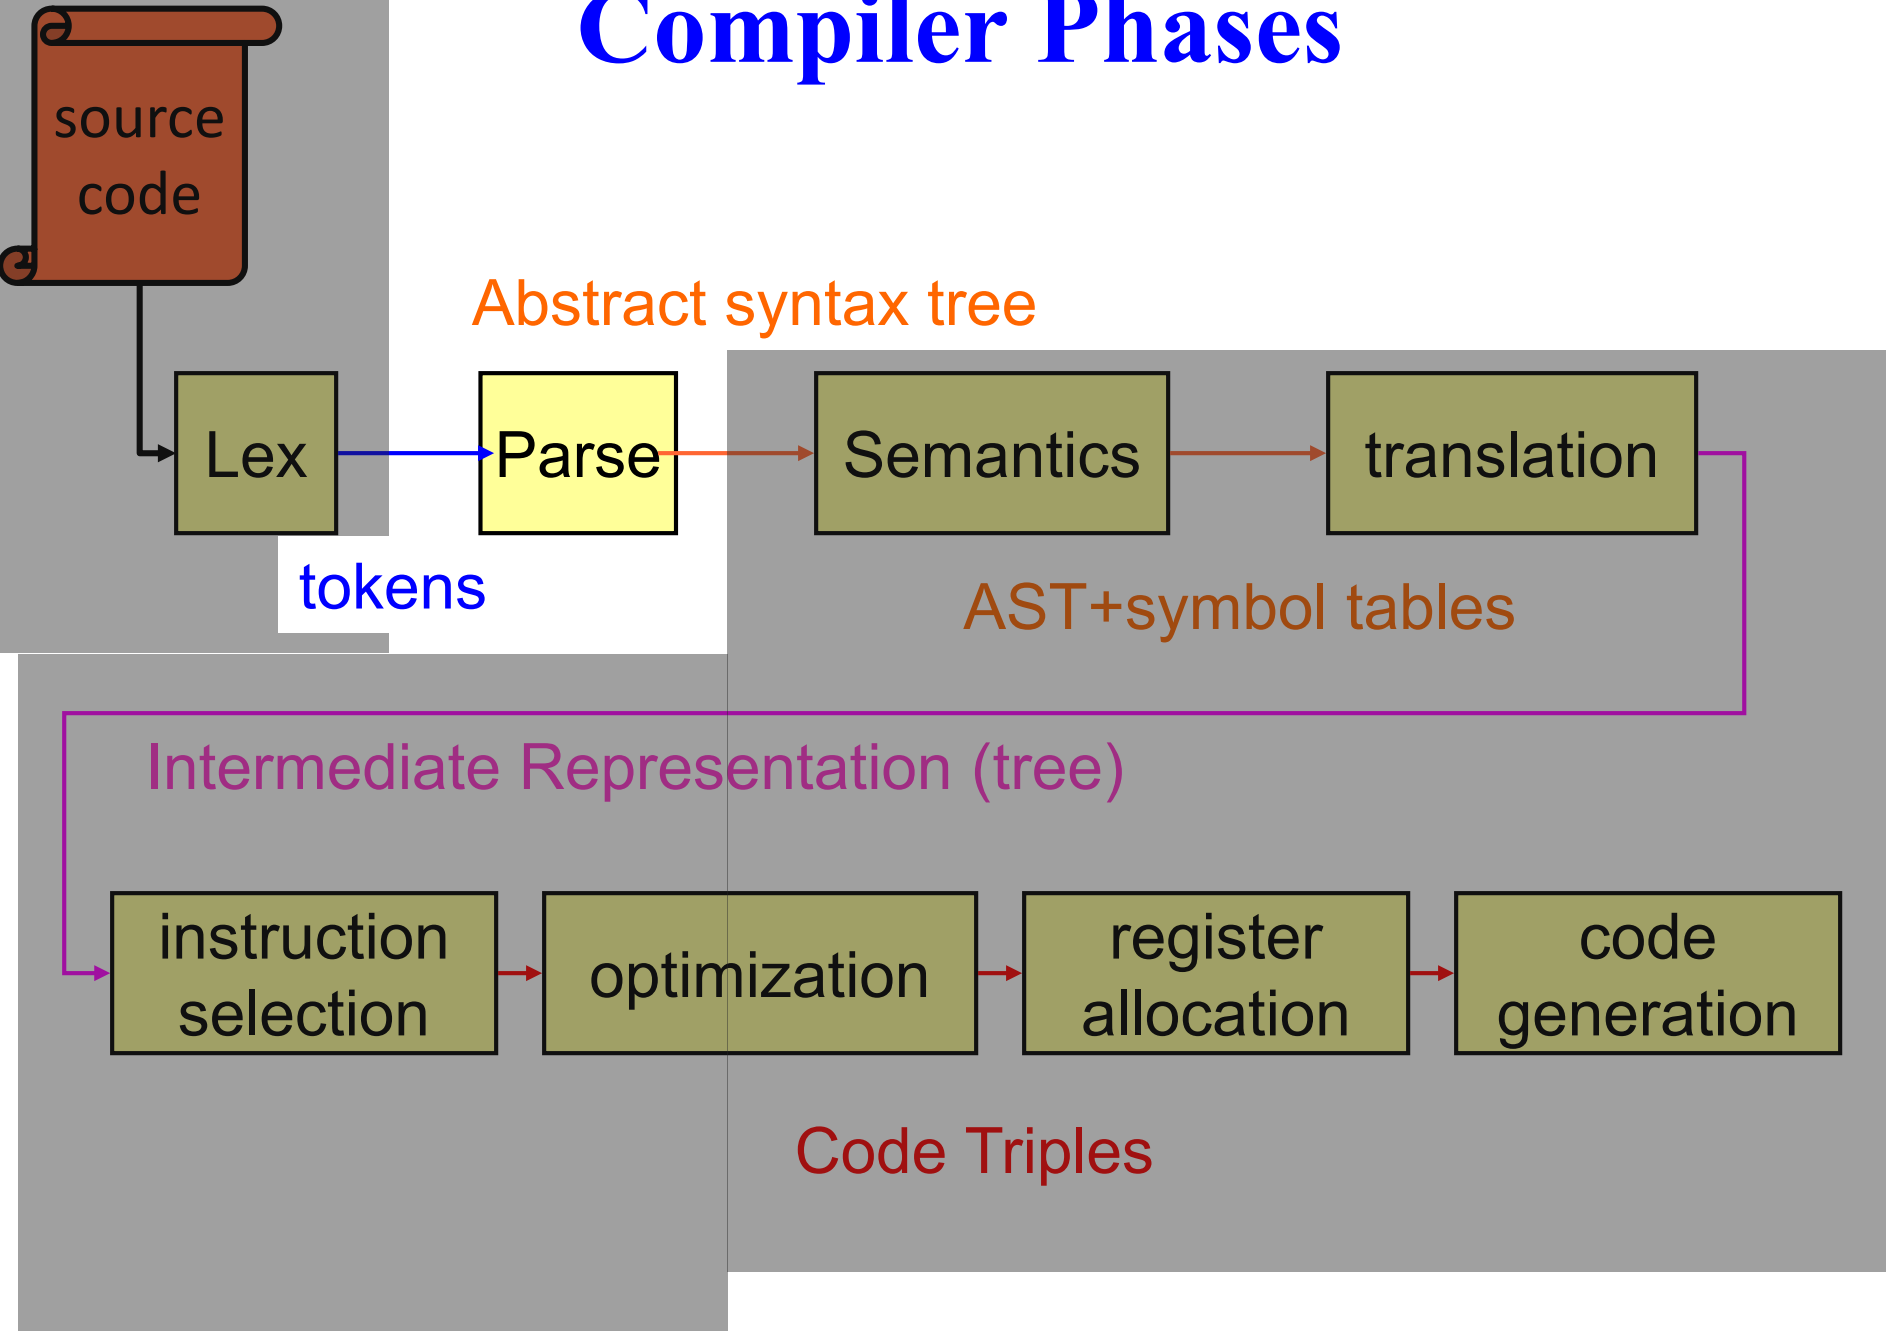 Compiler Phases
source
code
Abstract syntax tree
Lex
Parse
Semantics
translation
tokens
AST+symbol tables
Intermediate Representation (tree)
instruction
selection
optimization
register
allocation
code
generation
Code Triples